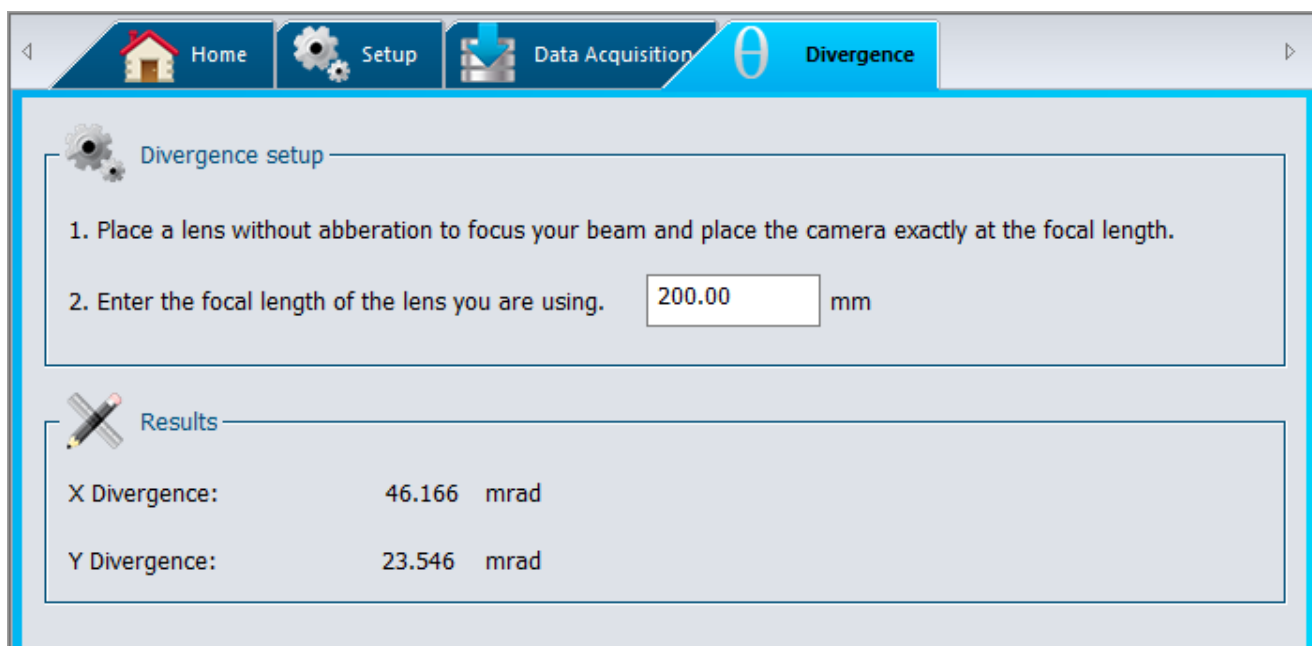 Home Setup Data Acquisition θ Divergence
Divergence setup
1. Place a lens without abberation to focus your beam and place the camera exactly at the focal length.
2. Enter the focal length of the lens you are using. 200.00 mm
Results
X Divergence: 46.166 mrad
Y Divergence: 23.546 mrad